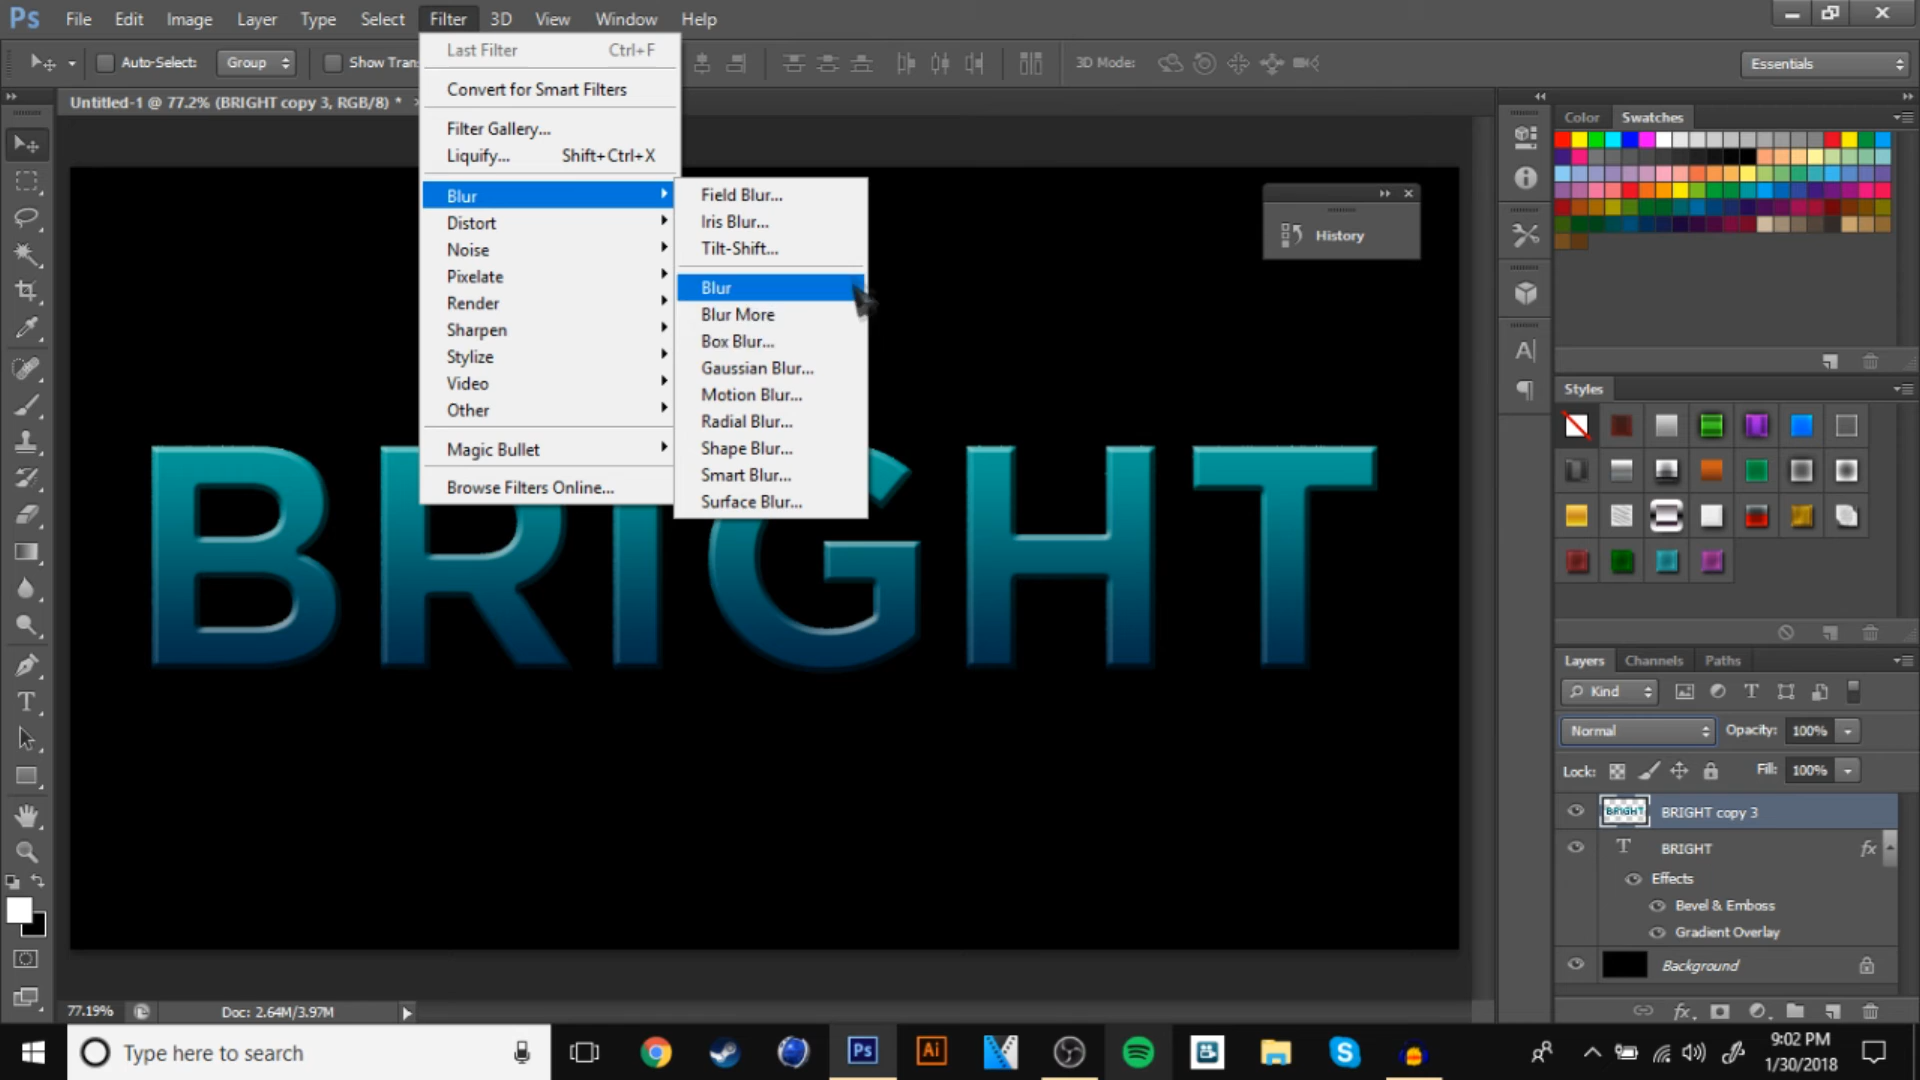 Ps File Edit Image Layer Type Select Filter 3D View Window Help
Auto-Select: Group Show Tran 3D Mode: Essentials
Untitled-1 @ 77.2% (BRIGHT copy 3, RGB/8) *
Last Filter Ctrl+F
Convert for Smart Filters
Filter Gallery...
Liquify... Shift+Ctrl+X
Blur
Distort
Noise
Pixelate
Render
Sharpen
Stylize
Video
Other
Magic Bullet
Browse Filters Online...
Field Blur...
Iris Blur...
Tilt-Shift...
Blur
Blur More
Box Blur...
Gaussian Blur...
Motion Blur...
Radial Blur...
Shape Blur...
Smart Blur...
Surface Blur...
History
BRIGHT
Color Swatches
Styles
Layers Channels Paths
Kind
Normal Opacity: 100%
Lock: Fill: 100%
BRIGHT BRIGHT copy 3
T BRIGHT fx
Effects
Bevel & Emboss
Gradient Overlay
Background
77.19% Doc: 2.64M/3.97M
Type here to search
Ps Ai
9:02 PM
1/30/2018